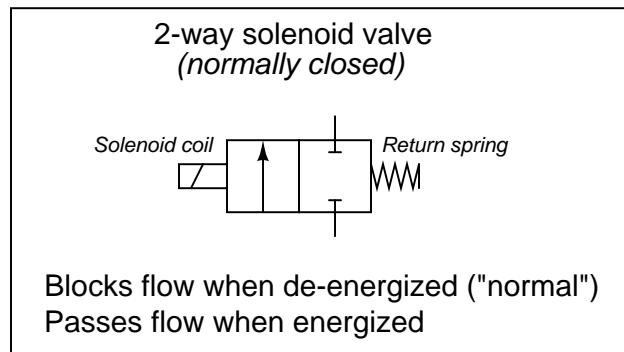 2-way solenoid valve
(normally closed)
Solenoid coil
Return spring
Blocks flow when de-energized ("normal")
Passes flow when energized